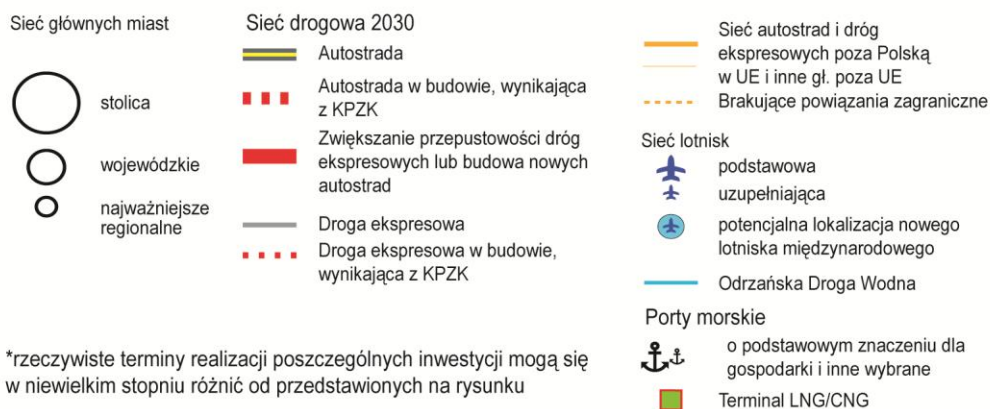 Sieć głównych miast
stolica
wojewódzkie
najważniejsze
regionalne
Sieć drogowa 2030
Autostrada
Autostrada w budowie, wynikająca
z KPZK
Zwiększanie przepustowości dróg
ekspresowych lub budowa nowych
autostrad
Droga ekspresowa
Droga ekspresowa w budowie,
wynikająca z KPZK
Sieć autostrad i dróg
ekspresowych poza Polską
w UE i inne gł. poza UE
Brakujące powiązania zagraniczne
Sieć lotnisk
podstawowa
uzupełniająca
potencjalna lokalizacja nowego
lotniska międzynarodowego
Odrzańska Droga Wodna
Porty morskie
o podstawowym znaczeniu dla
gospodarki i inne wybrane
Terminal LNG/CNG
*rzeczywiste terminy realizacji poszczególnych inwestycji mogą się
w niewielkim stopniu różnić od przedstawionych na rysunku